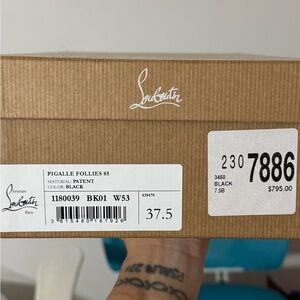 Louboutin
PIGALLE FOLLIES 85
MATERIAL: PATENT
COLOR: BLACK
1180039 BK01 W53
Christian
Louboutin
Paris
37.5
230 7886
3460
BLACK
7.5B
$795.00